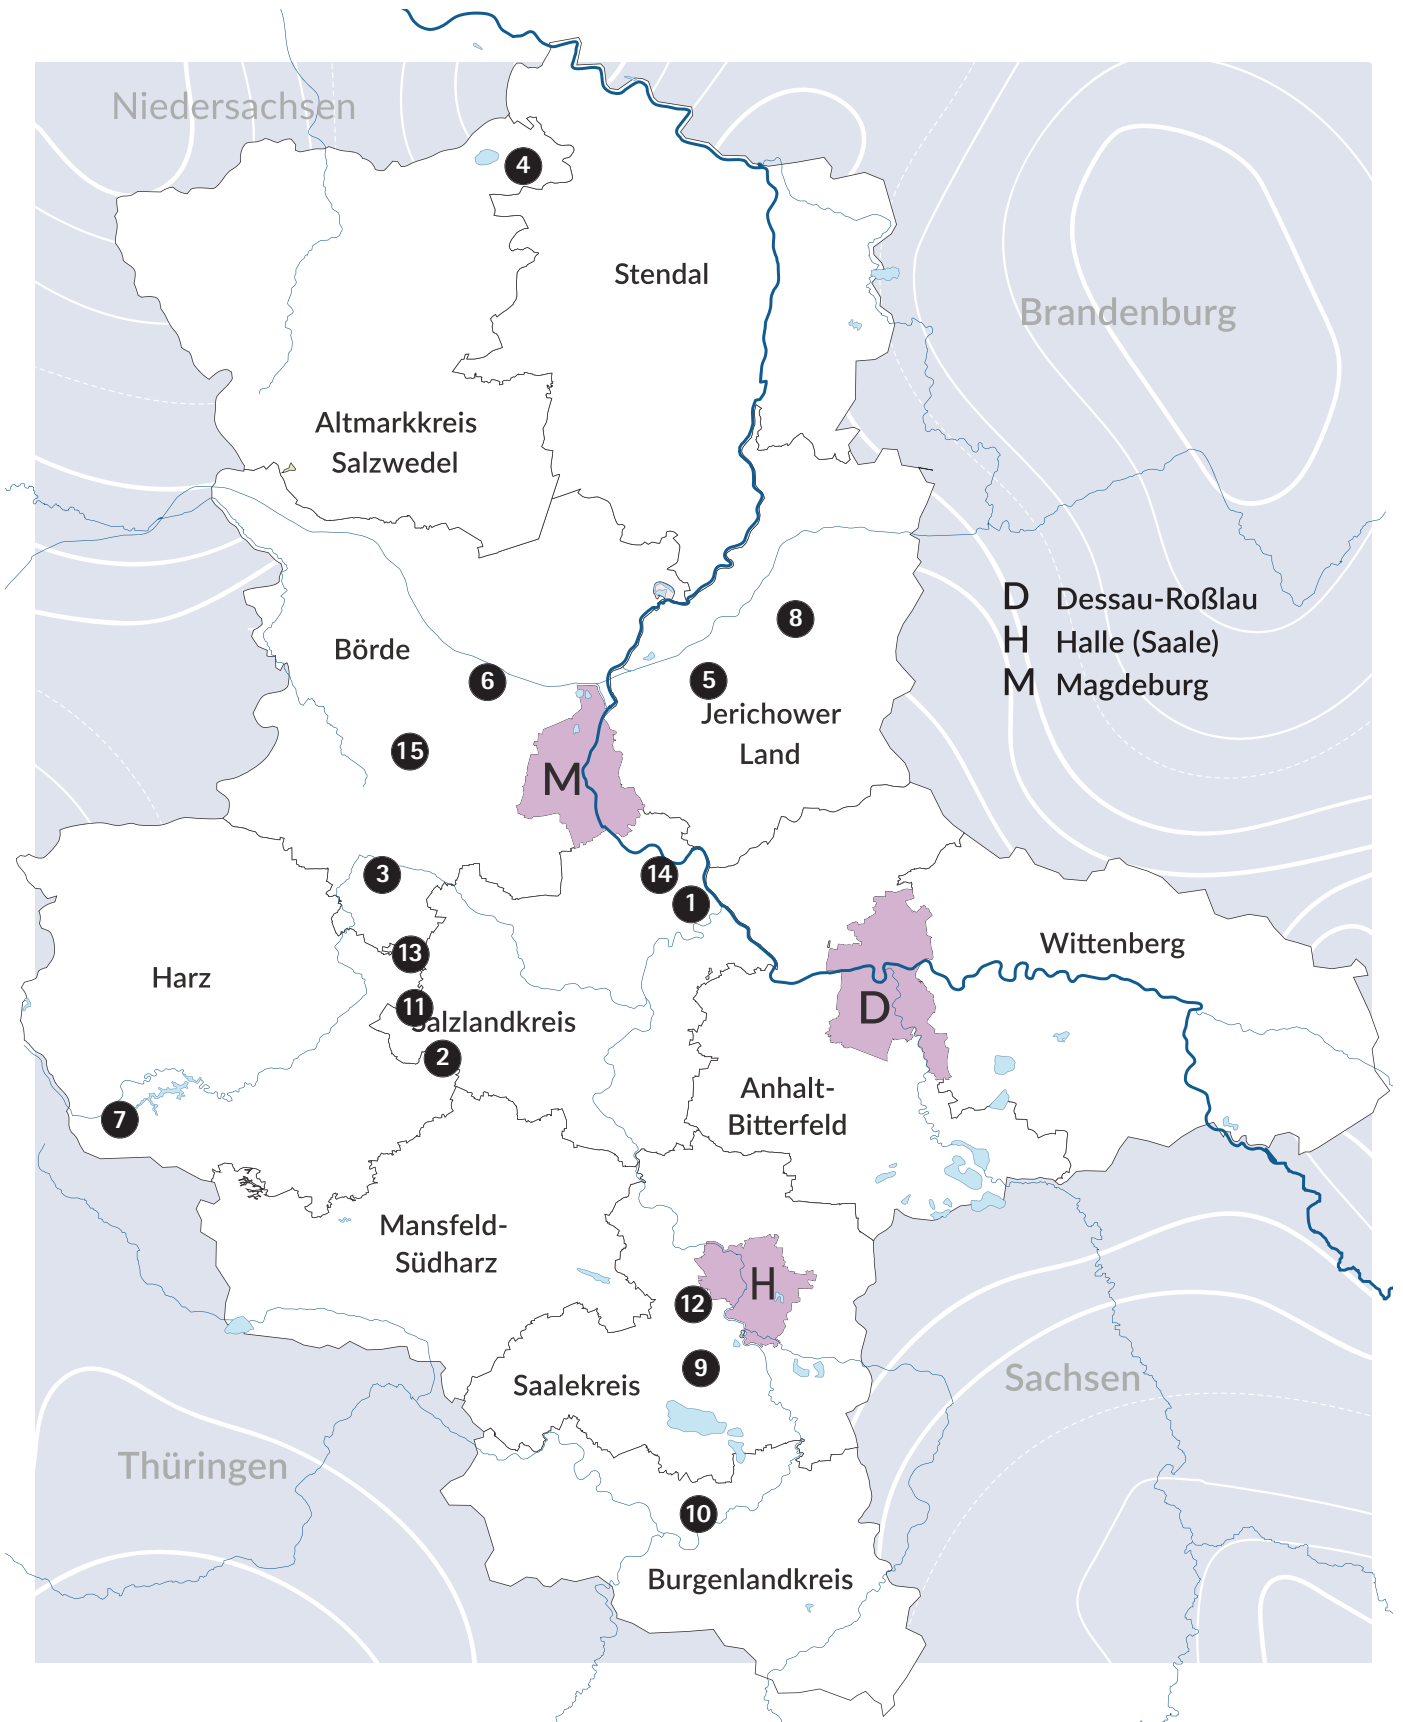 Niedersachsen
4
Stendal
Brandenburg
Altmarkkreis
Salzwedel
D Dessau-Roßlau
H Halle (Saale)
M Magdeburg
8
Börde
6
5
Jerichower
Land
15
M
3
14
1
Wittenberg
13
Harz
11
Salzlandkreis
D
2
Anhalt-
Bitterfeld
7
Mansfeld-
Südharz
H
12
9
Saalekreis
Sachsen
Thüringen
10
Burgenlandkreis